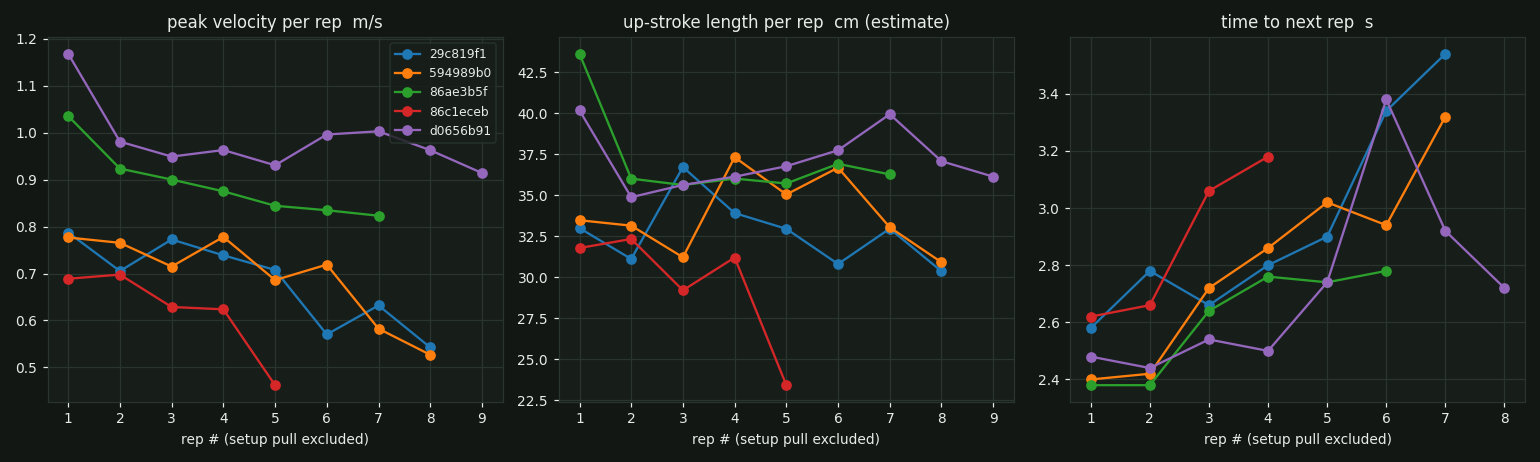 peak velocity per rep  m/s
1.2
1.1
1.0
0.9
0.8
0.7
0.6
0.5
1 2 3 4 5 6 7 8 9
rep # (setup pull excluded)
29c819f1
594989b0
86ae3b5f
86c1eceb
d0656b91
up-stroke length per rep  cm (estimate)
42.5
40.0
37.5
35.0
32.5
30.0
27.5
25.0
22.5
1 2 3 4 5 6 7 8 9
rep # (setup pull excluded)
time to next rep  s
3.4
3.2
3.0
2.8
2.6
2.4
1 2 3 4 5 6 7 8
rep # (setup pull excluded)